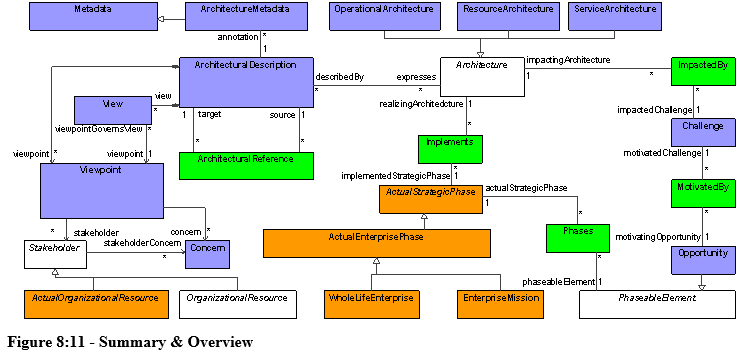 Metadata
ArchitectureMetadata
OperationalArchitecture
ResourceArchitecture
ServiceArchitecture
annotation
*
1
ArchitecturalDescription
describedBy
*
expresses
1
Architecture
impactingArchitecture
1
*
ImpactedBy
view
*
View
viewpointGovernsView
*
1
target
source
1
realizingArchitedcture
1
*
impactedChallenge
*
1
Challenge
viewpoint
*
viewpoint
1
*
*
Architectural Reference
Implements
motivatedChallenge
1
*
Viewpoint
implementedStrategicPhase
*
1
ActualStrategicPhase
actualStrategicPhase
1
*
MotivatedBy
stakeholder
*
concern
*
stakeholderConcern
*
Stakeholder
Concern
ActualEnterprisePhase
Phases
motivatingOpportunity
*
1
Opportunity
phaseableElement
*
1
ActualOrganizationalResource
OrganizationalResource
WholeLifeEnterprise
EnterpriseMission
PhaseableElement
Figure 8:11 - Summary & Overview